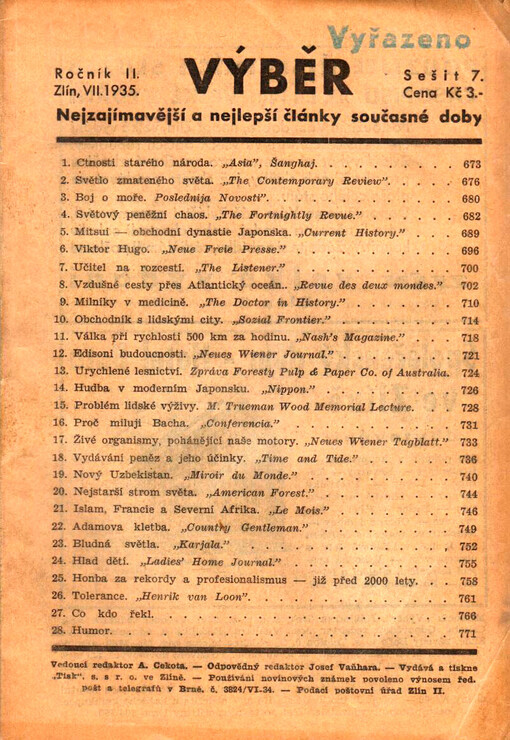 Vyřazeno
Ročník II. VÝBĚR Sešit 7.
Zlín, VII. 1935. Cena Kč 3.-
Nejzajímavější a nejlepší články současné doby
1. Ctnosti starého národa. „Asia”, Šanghaj. 673
2. Světlo zmateného světa. „The Contemporary Review”. 676
3. Boj o moře. Poslednija Novosti”. 680
4. Světový peněžní chaos. „The Fortnightly Revue.” 682
5. Mitsui — obchodní dynastie Japonska. „Current History.” 689
6. Viktor Hugo. „Neue Freie Presse.” 696
7. Učitel na rozcestí. „The Listener.” 700
8. Vzdušné cesty přes Atlantický oceán.. „Revue des deux mondes.” 702
9. Milníky v medicině. „The Doctor in History.” 710
10. Obchodník s lidskými city. „Sozial Frontier.” 714
11. Válka při rychlosti 500 km za hodinu. „Nash's Magazine.” 718
12. Edisoni budoucnosti. „Neues Wiener Journal.” 721
13. Urychlené lesnictví. Zpráva Foresty Pulp & Paper Co. of Australia. 724
14. Hudba v moderním Japonsku. „Nippon.” 726
15. Problém lidské výživy. M. Trueman Wood Memorial Lecture. 728
16. Proč miluji Bacha. „Conferencia.” 731
17. Živé organismy, pohánějící naše motory. „Neues Wiener Tagblatt.” 733
18. Vydávání peněz a jeho účinky. „Time and Tide.” 736
19. Nový Uzbekistan. „Miroir du Monde.” 740
20. Nejstarší strom světa. „American Forest.” 744
21. Islam, Francie a Severní Afrika. „Le Mois.” 746
22. Adamova kletba. „Country Gentleman.” 749
23. Bludná světla. „Karjala.” 752
24. Hlad dětí. „Ladies' Home Journal.” 755
25. Honba za rekordy a profesionalismus — již před 2000 lety. 758
26. Tolerance. „Henrik van Loon”. 761
27. Co kdo řekl. 766
28. Humor. 771
Vedoucí redaktor A. Cekota. — Odpovědný redaktor Josef Vaňhara. — Vydává a tiskne
„Tisk”, s. s r. o. ve Zlíně. — Používání novinových známek povoleno výnosem řed.
pošt a telegrafů v Brně. č. 3824/VI-34. — Podací poštovní úřad Zlín II.